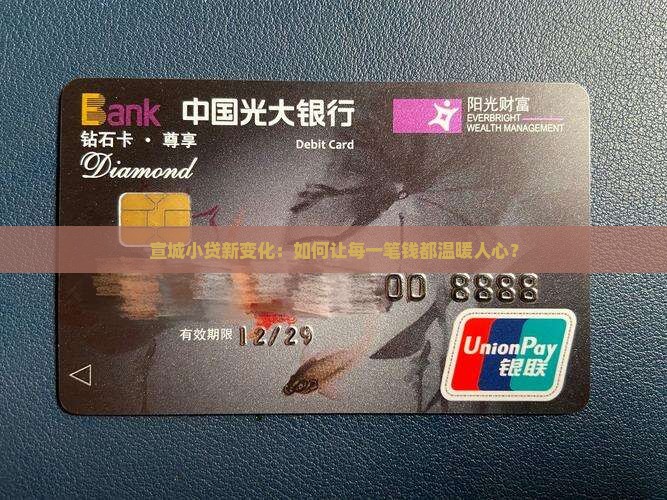 Bank 中国光大银行
阳光财富
EVERBRIGHT
WEALTH MANAGEMENT
钻石卡 · 尊享
Debit Card
Diamond
宣城小贷新变化：如何让每一笔钱都温暖人心？
00 8888
有效期限 12/29
UnionPay
银联